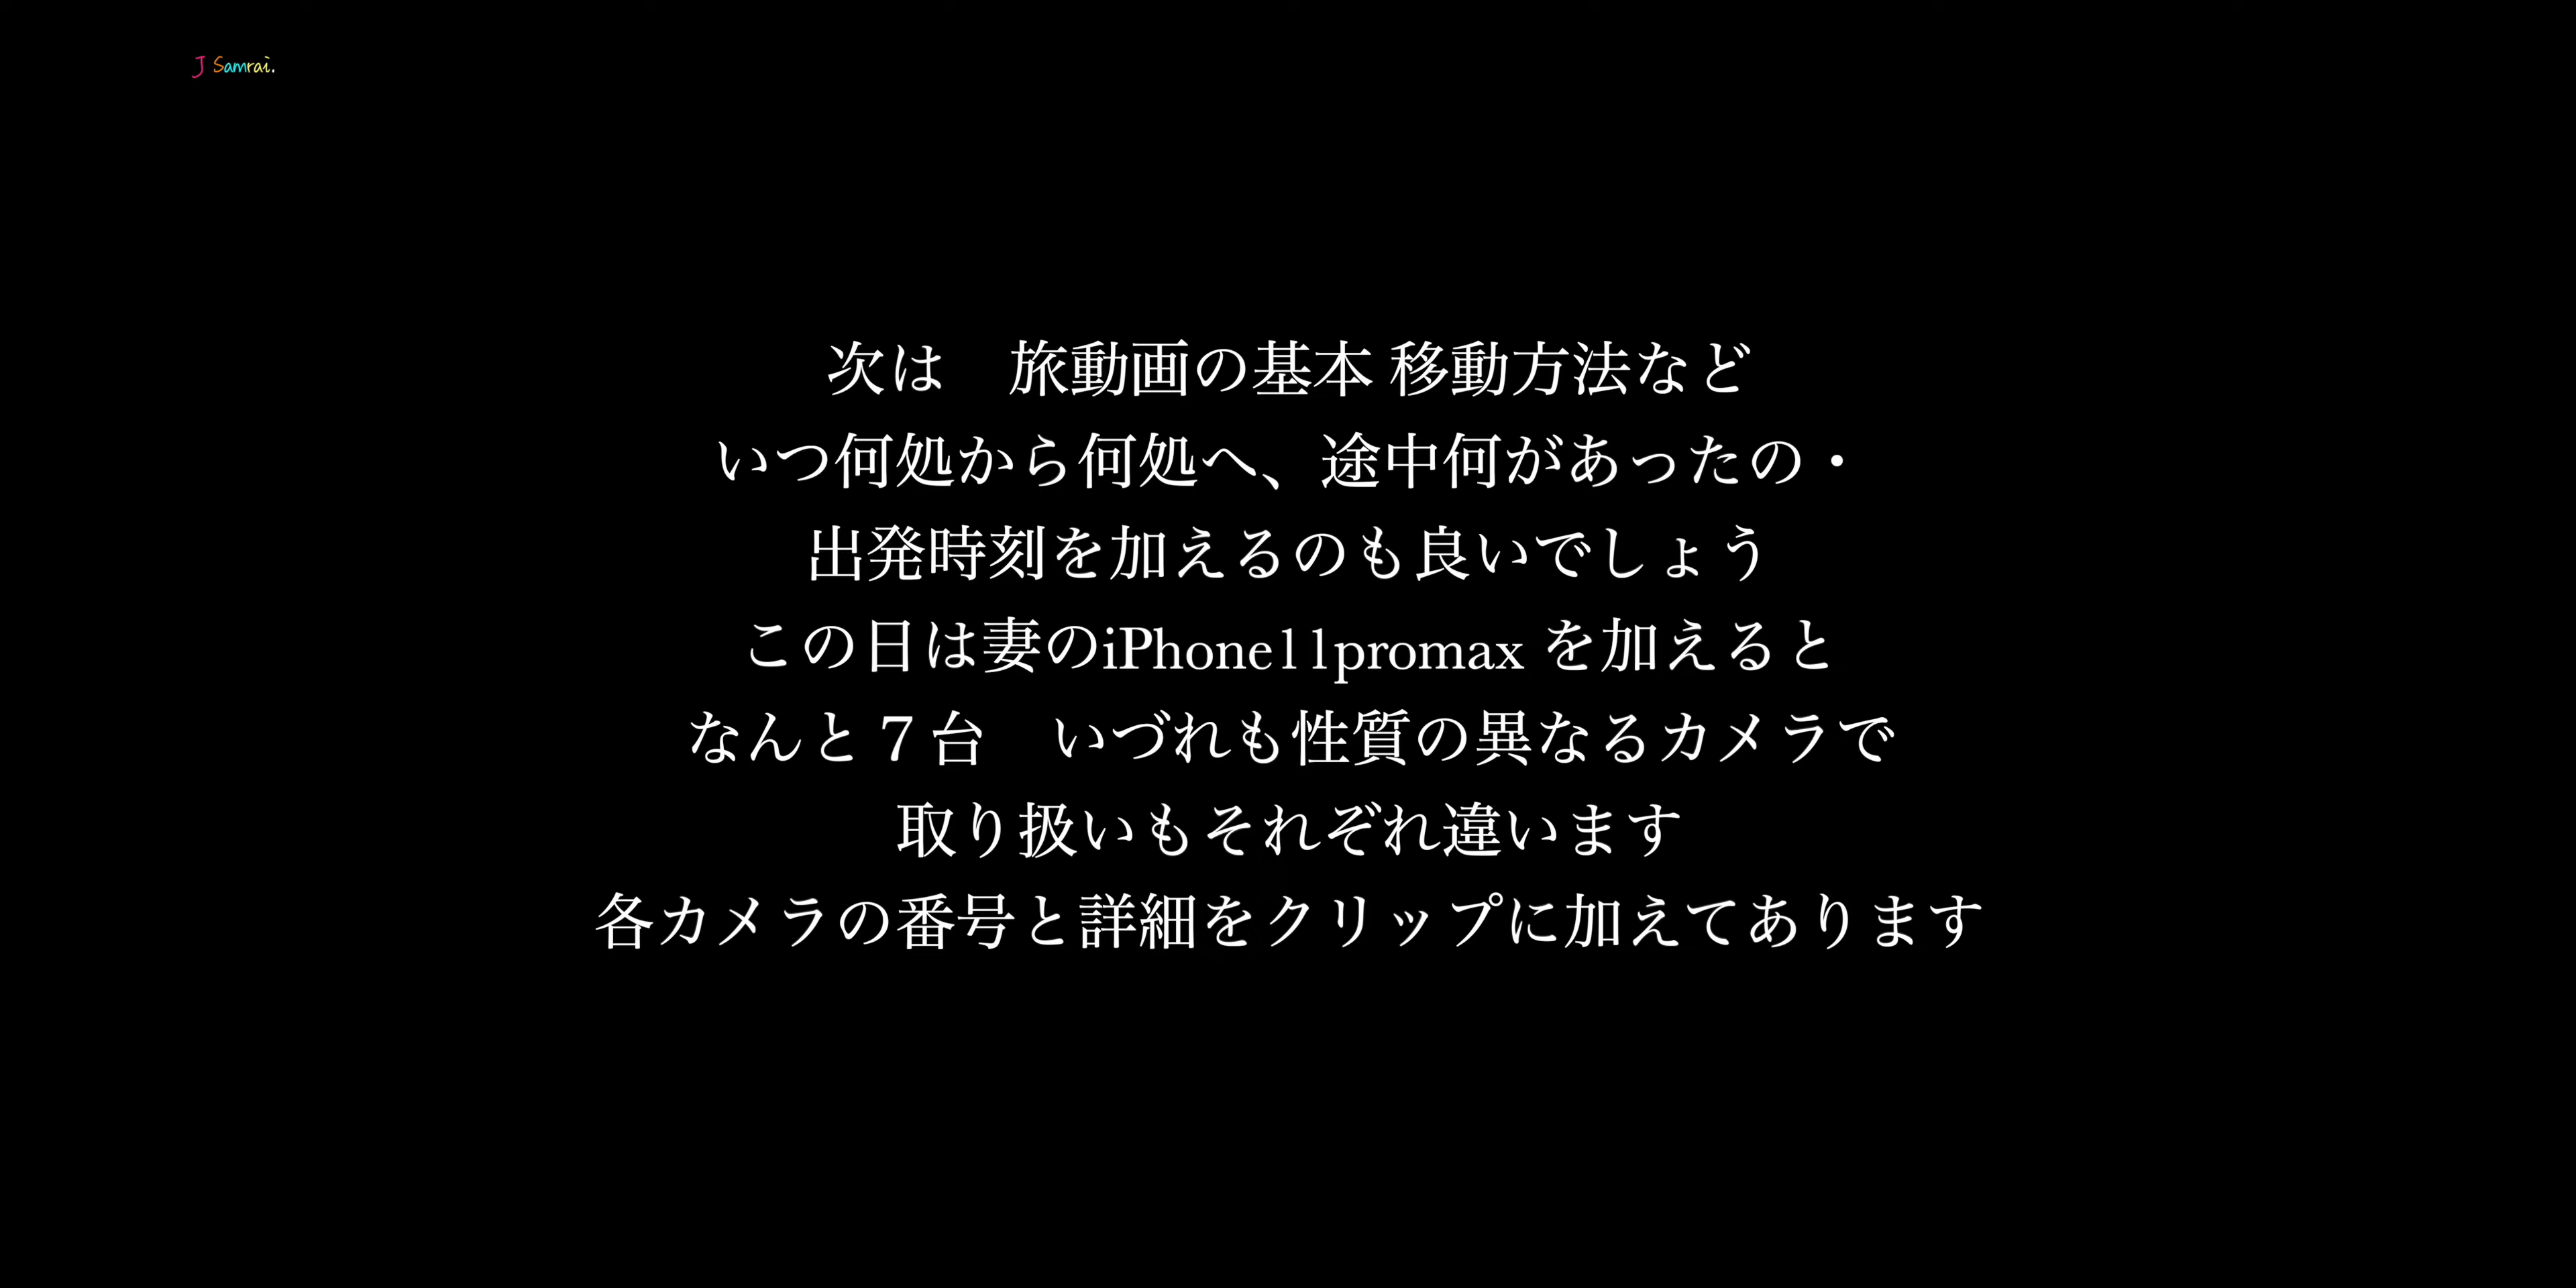 J Samrai.
次は　旅動画の基本 移動方法など
いつ何処から何処へ、途中何があったの・
出発時刻を加えるのも良いでしょう
この日は妻のiPhone11promax を加えると
なんと７台　いづれも性質の異なるカメラで
取り扱いもそれぞれ違います
各カメラの番号と詳細をクリップに加えてあります